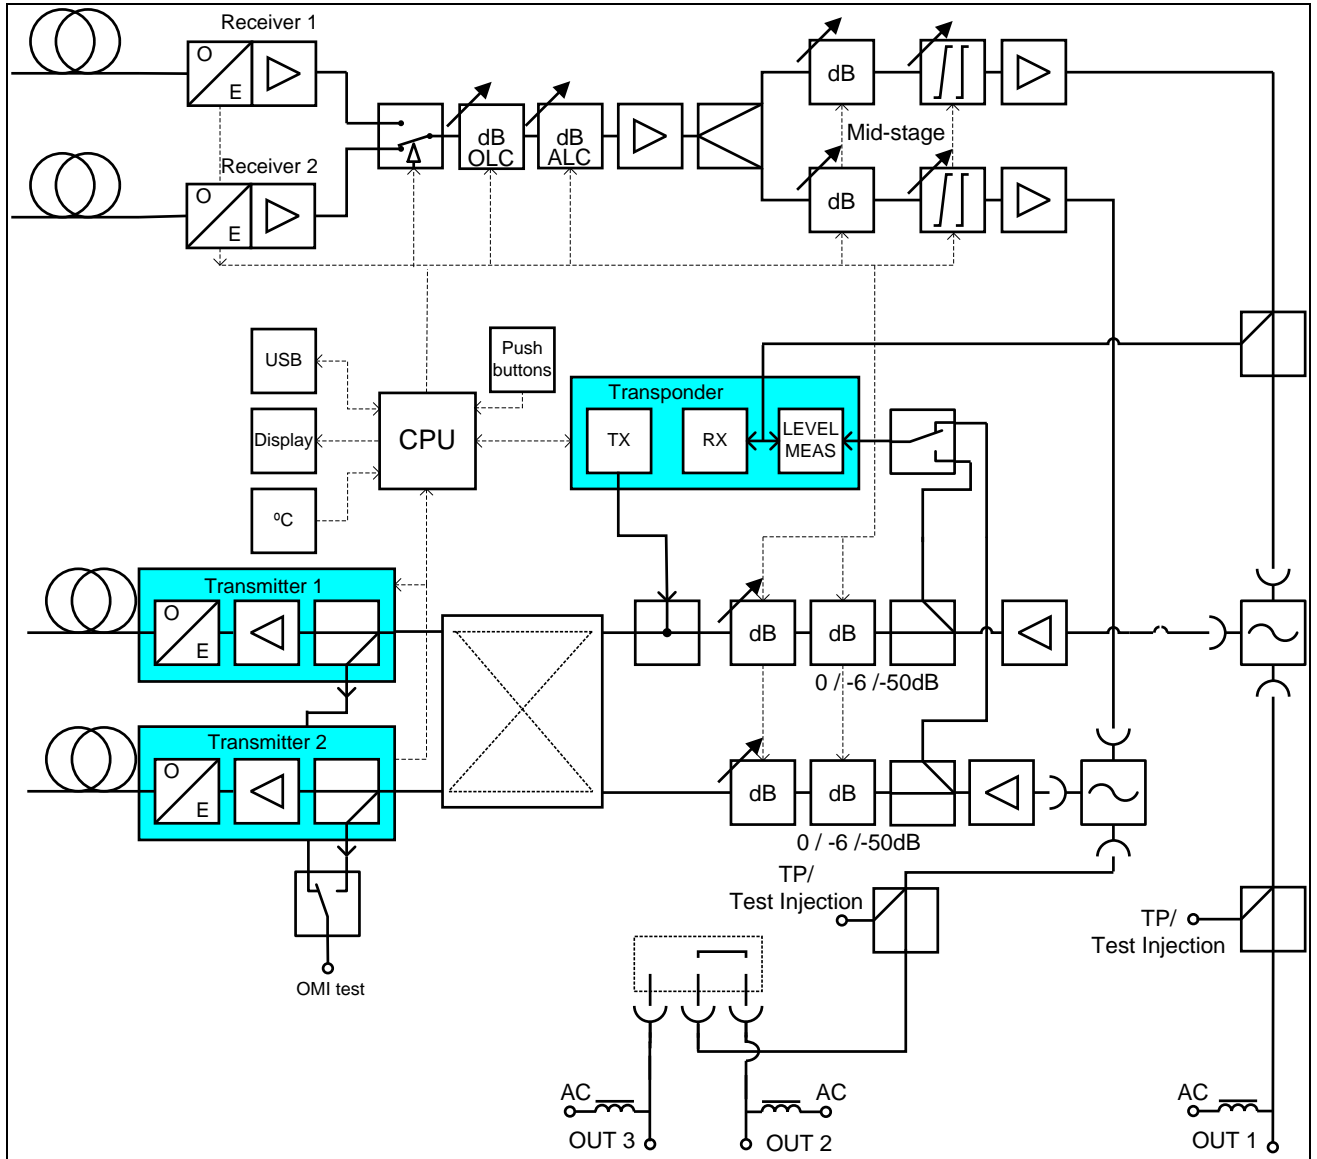 Receiver 1
O
E
dB
Receiver 2
O
E
dB
OLC
dB
ALC
Mid-stage
dB
USB
Push
buttons
Transponder
Display
CPU
TX
RX
LEVEL
MEAS
ºC
Transmitter 1
O
E
dB
dB
0 / -6 /-50dB
Transmitter 2
O
E
dB
dB
0 / -6 /-50dB
TP/
Test Injection
TP/
Test Injection
OMI test
AC
OUT 3
AC
OUT 2
AC
OUT 1